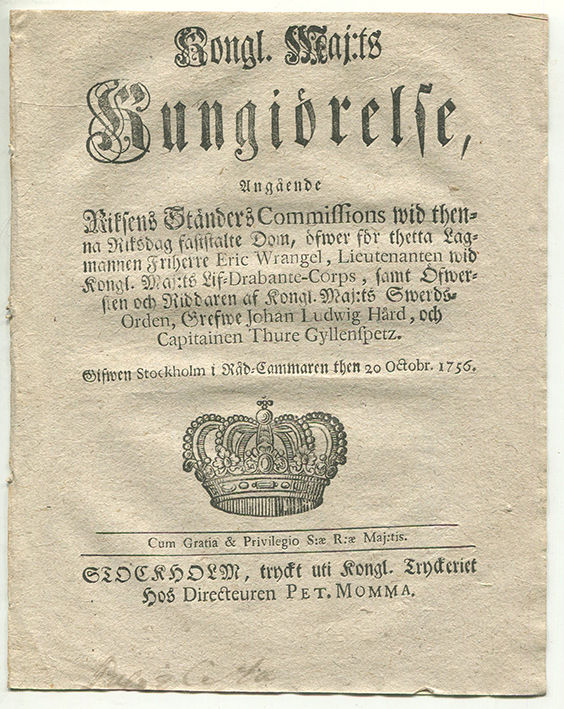 Kongl. Maj:ts
Kungiörelse,
Angående
Riksens Ständers Commissions wid then-
na Riksdag faststalte Dom, öfwer för thetta Lag-
mannen Friherre Eric Wrangel, Lieutenanten wid
Kongl. Maj:ts Lif-Drabante-Corps, samt Öfwer-
sten och Riddaren af Kongl. Maj:ts Swerds-
Orden, Grefwe Johan Ludwig Hård, och
Capitainen Thure Gyllenspetz.
Gifwen Stockholm i Råd-Cammaren then 20 Octobr. 1756.
Cum Gratia & Privilegio S:æ R:æ Maj:tis.
STOCKHOLM, tryckt uti Kongl. Tryckeriet
Hos Directeuren PET. MOMMA.